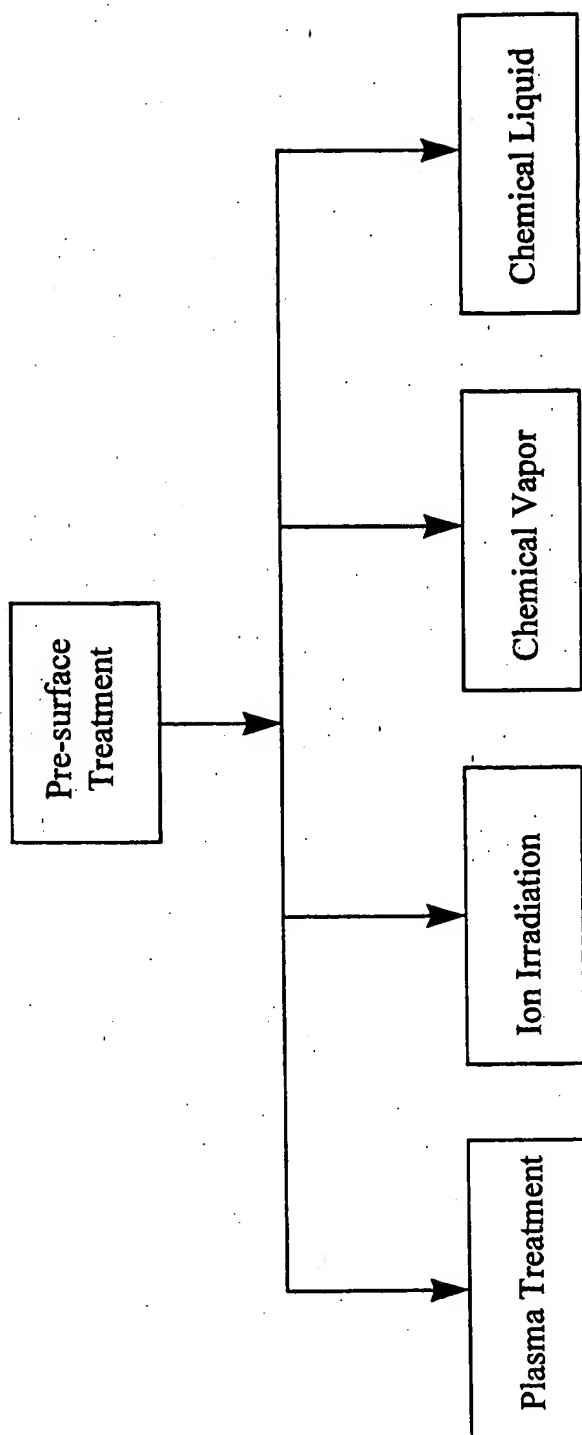 Pre-surface
Treatment
Plasma Treatment
Ion Irradiation
Chemical Vapor
Chemical Liquid